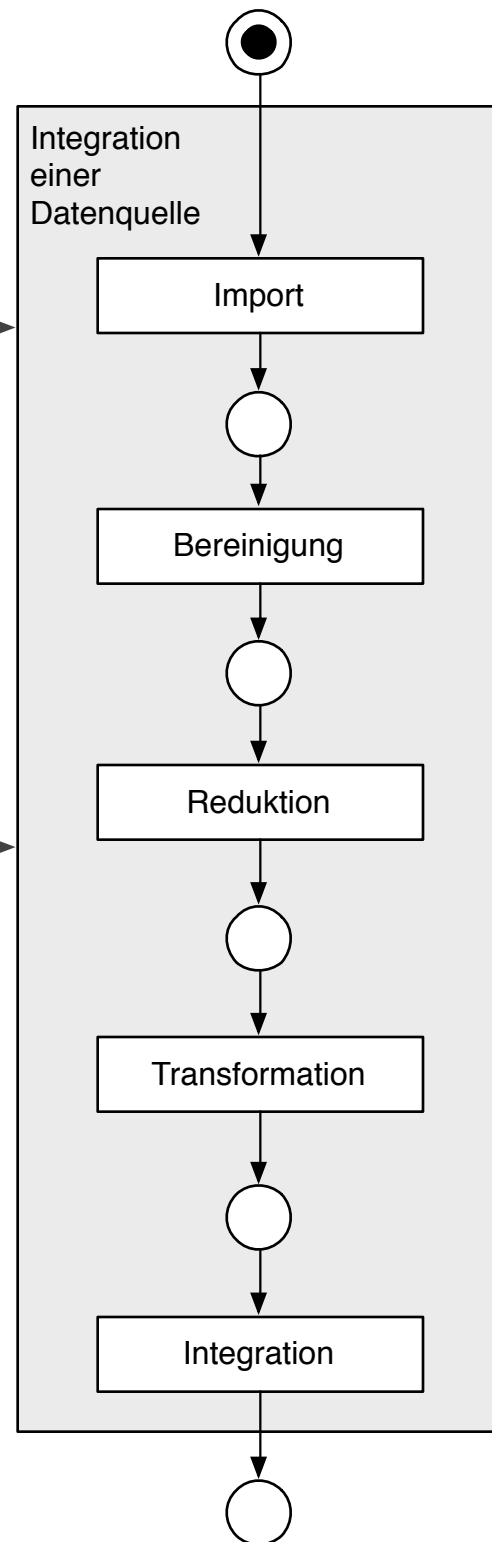 Integration
einer
Datenquelle
Import
Bereinigung
Reduktion
Transformation
Integration